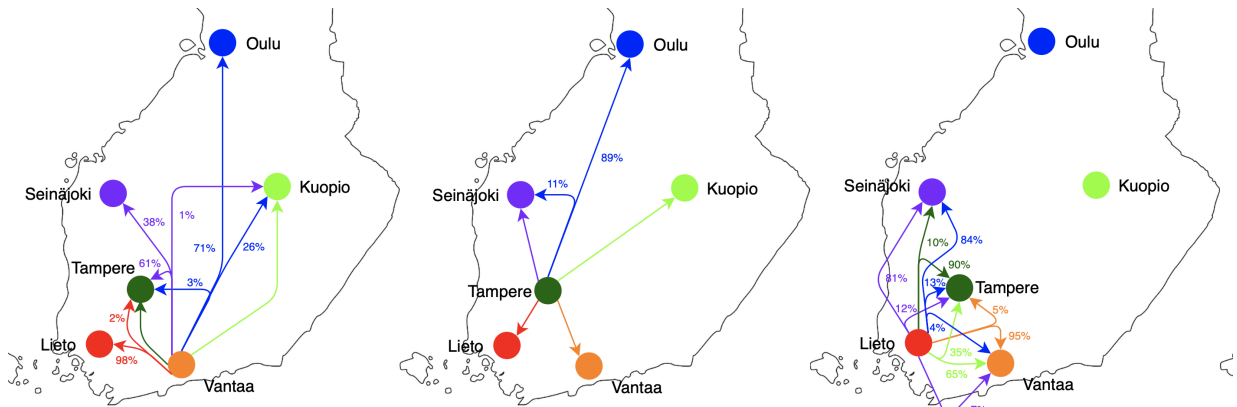 Oulu
Seinäjoki
Kuopio
1%
38%
71%
26%
61%
Tampere
3%
2%
Lieto
98%
Vantaa
Oulu
89%
11%
Seinäjoki
Kuopio
Tampere
Lieto
Vantaa
Oulu
Seinäjoki
Kuopio
10%
84%
90%
81%
13%
Tampere
12%
5%
4%
95%
Lieto
35%
65%
Vantaa